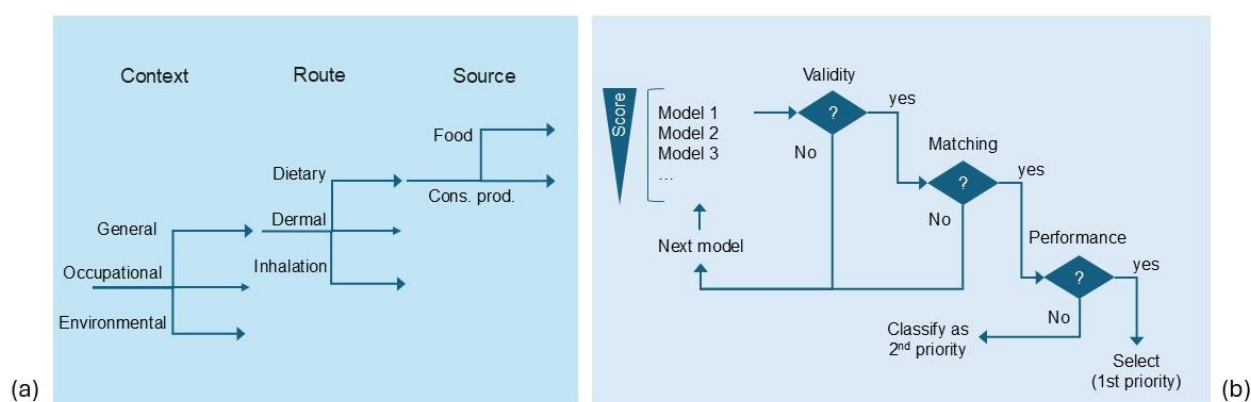 Context
Route
Source
Food
Cons. prod.
Dietary
Dermal
Inhalation
General
Occupational
Environmental
(a)
Score
Model 1
Model 2
Model 3
...
Next model
Validity
?
yes
No
Matching
?
yes
No
Performance
?
yes
No
Classify as
2nd priority
Select
(1st priority)
(b)